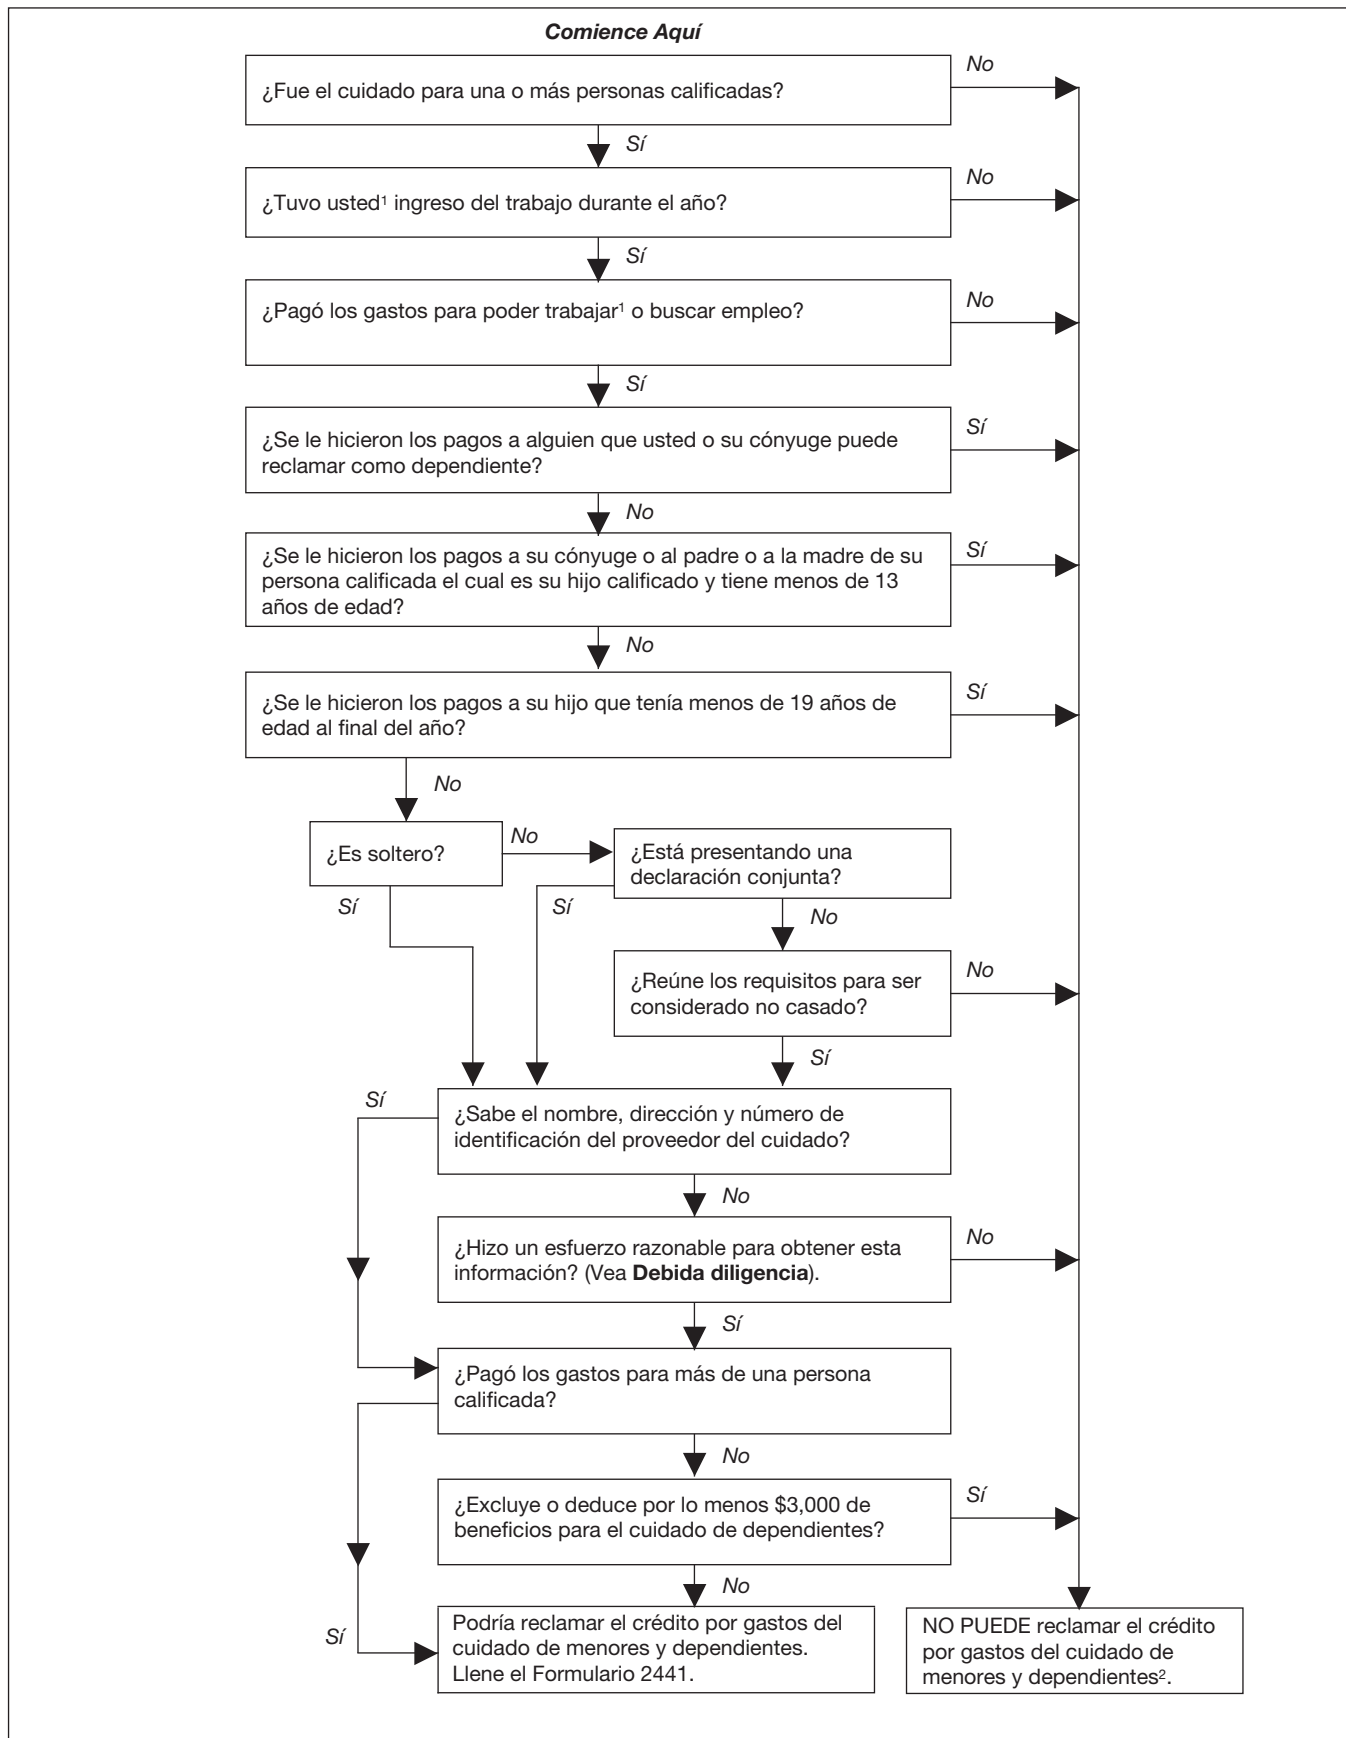 Comience Aquí
¿Fue el cuidado para una o más personas calificadas?
No
Sí
¿Tuvo usted¹ ingreso del trabajo durante el año?
No
Sí
¿Pagó los gastos para poder trabajar¹ o buscar empleo?
No
Sí
¿Se le hicieron los pagos a alguien que usted o su cónyuge puede
reclamar como dependiente?
Sí
No
¿Se le hicieron los pagos a su cónyuge o al padre o a la madre de su
persona calificada el cual es su hijo calificado y tiene menos de 13
años de edad?
Sí
No
¿Se le hicieron los pagos a su hijo que tenía menos de 19 años de
edad al final del año?
Sí
No
¿Es soltero?
No
¿Está presentando una
declaración conjunta?
Sí
Sí
No
¿Reúne los requisitos para ser
considerado no casado?
No
Sí
¿Sabe el nombre, dirección y número de
identificación del proveedor del cuidado?
Sí
No
¿Hizo un esfuerzo razonable para obtener esta
información? (Vea Debida diligencia).
No
Sí
¿Pagó los gastos para más de una persona
calificada?
No
¿Excluye o deduce por lo menos $3,000 de
beneficios para el cuidado de dependientes?
Sí
No
Sí
Podría reclamar el crédito por gastos del
cuidado de menores y dependientes.
Llene el Formulario 2441.
NO PUEDE reclamar el crédito
por gastos del cuidado de
menores y dependientes².